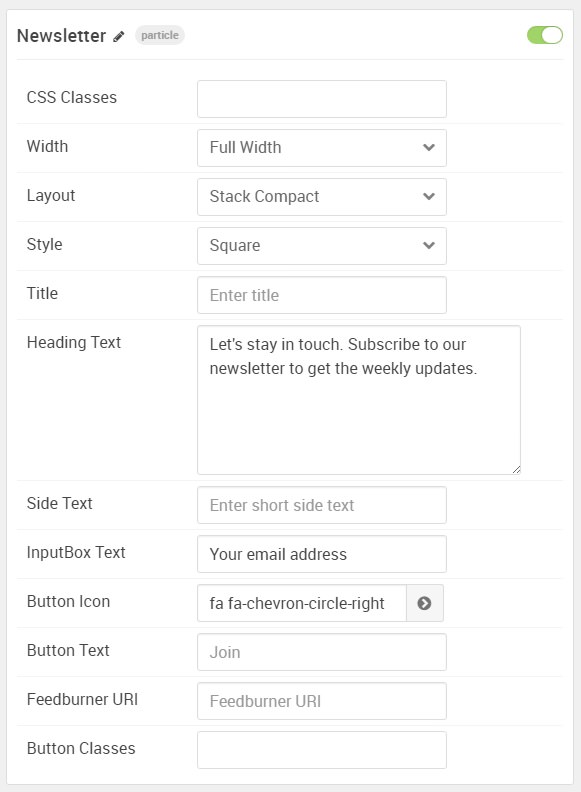 Newsletter particle
CSS Classes
Width Full Width
Layout Stack Compact
Style Square
Title Enter title
Heading Text Let's stay in touch. Subscribe to our
newsletter to get the weekly updates.
Side Text Enter short side text
InputBox Text Your email address
Button Icon fa fa-chevron-circle-right
Button Text Join
Feedburner URI Feedburner URI
Button Classes